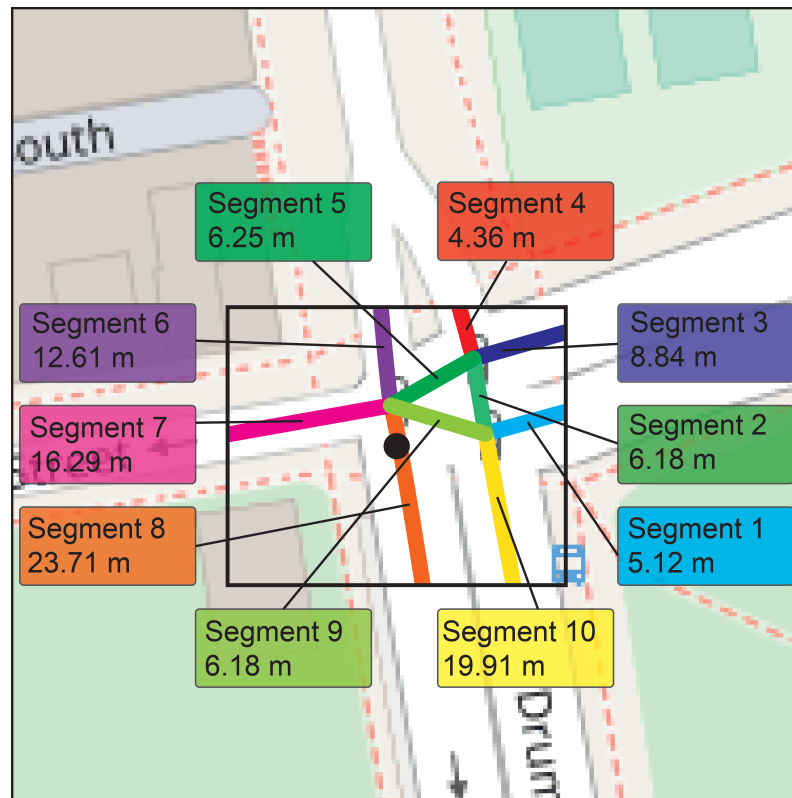 outh
Segment 5
6.25 m
Segment 4
4.36 m
Segment 6
12.61 m
Segment 3
8.84 m
Segment 7
16.29 m
Street
Segment 2
6.18 m
Segment 8
23.71 m
Segment 1
5.12 m
Segment 9
6.18 m
Segment 10
19.91 m
Drum